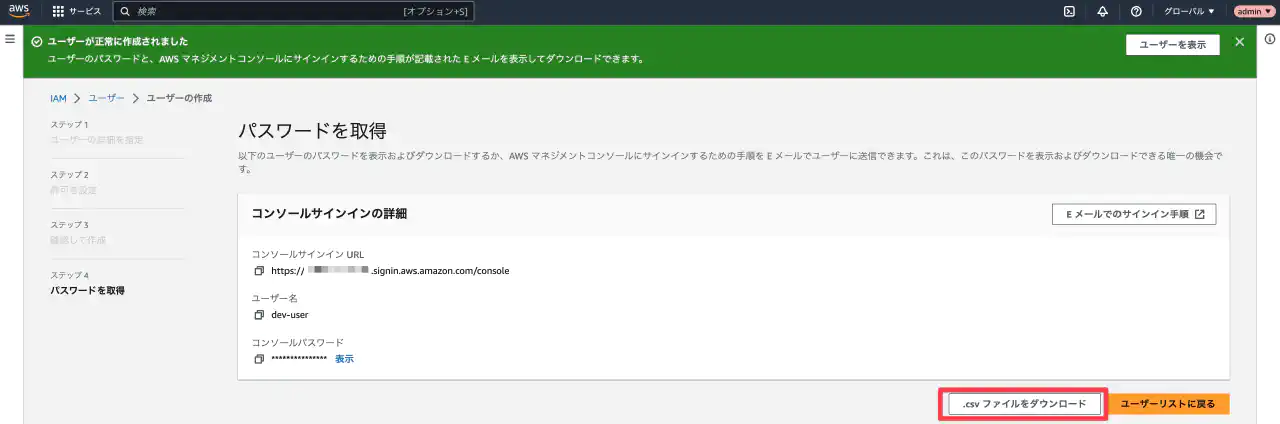 aws
サービス
検索
[オプション+S]
グローバル ▼
admin ▼
ユーザーが正常に作成されました
ユーザーのパスワードと、AWS マネジメントコンソールにサインインするための手順が記載された E メールを表示してダウンロードできます。
ユーザーを表示
IAM > ユーザー > ユーザーの作成
ステップ 1
ユーザーの詳細を指定
ステップ 2
許可を設定
ステップ 3
確認して作成
ステップ 4
パスワードを取得
パスワードを取得
以下のユーザーのパスワードを表示およびダウンロードするか、AWS マネジメントコンソールにサインインするための手順を E メールでユーザーに送信できます。これは、このパスワードを表示およびダウンロードできる唯一の機会で
す。
コンソールサインインの詳細
E メールでのサインイン手順
コンソールサインイン URL
https:// .signin.aws.amazon.com/console
ユーザー名
dev-user
コンソールパスワード
*************** 表示
.csv ファイルをダウンロード
ユーザーリストに戻る